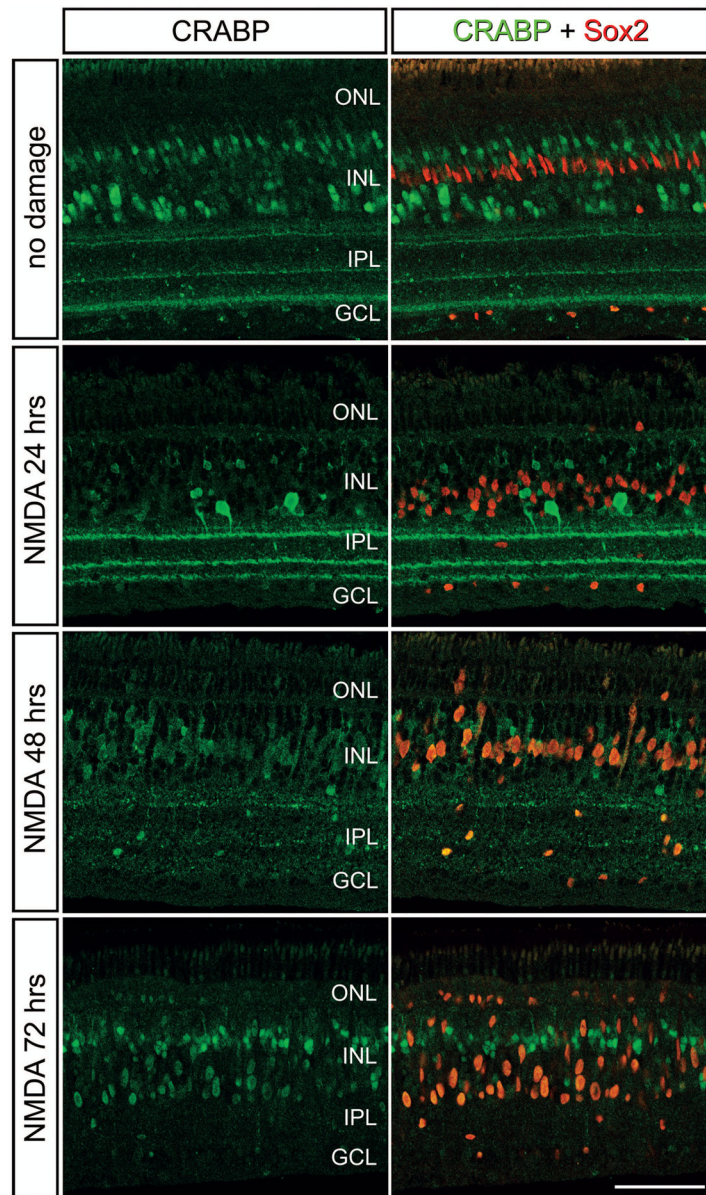 CRABP
CRABP + Sox2
no damage
ONL
INL
IPL
GCL
NMDA 24 hrs
ONL
INL
IPL
GCL
NMDA 48 hrs
ONL
INL
IPL
GCL
NMDA 72 hrs
ONL
INL
IPL
GCL